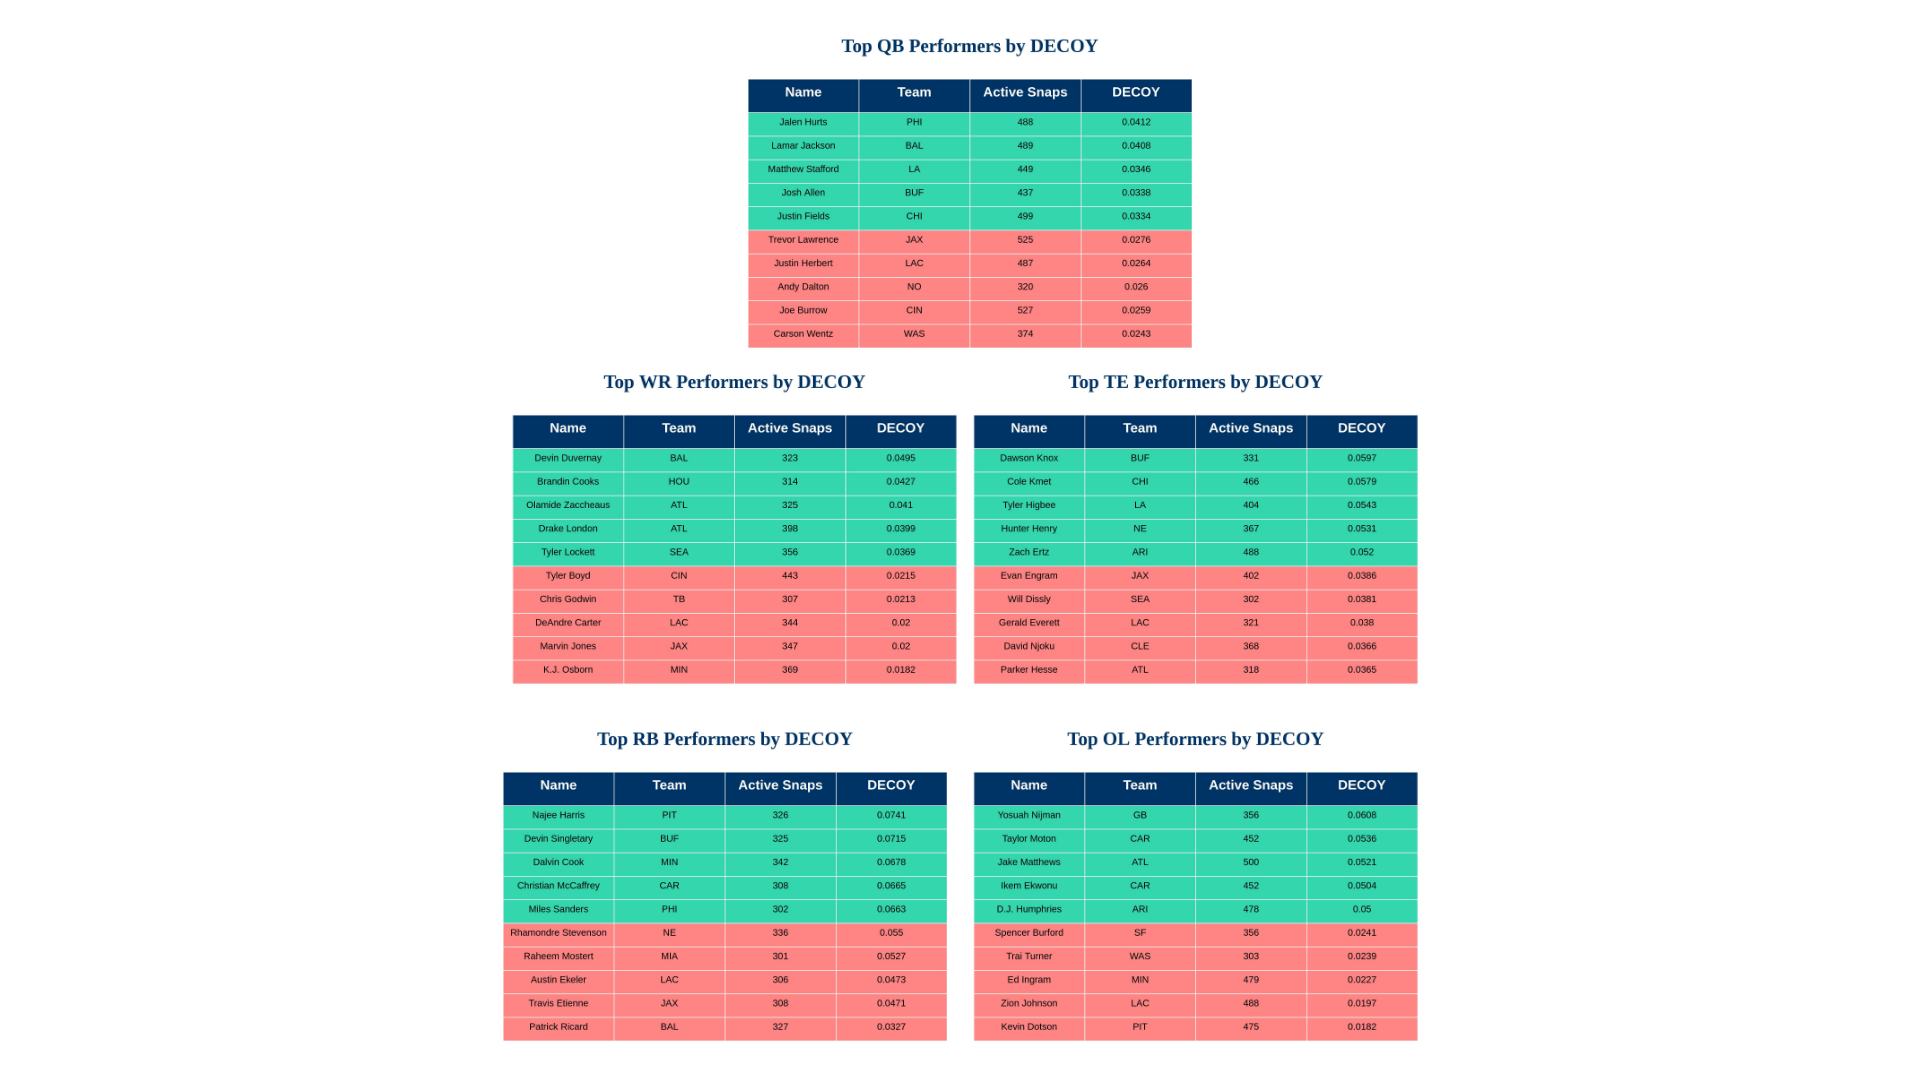 Top QB Performers by DECOY
Name Team Active Snaps DECOY
Jalen Hurts PHI 488 0.0412
Lamar Jackson BAL 489 0.0408
Matthew Stafford LA 449 0.0346
Josh Allen BUF 437 0.0338
Justin Fields CHI 499 0.0334
Trevor Lawrence JAX 525 0.0276
Justin Herbert LAC 487 0.0264
Andy Dalton NO 320 0.026
Joe Burrow CIN 527 0.0259
Carson Wentz WAS 374 0.0243
Top WR Performers by DECOY
Name Team Active Snaps DECOY
Devin Duvernay BAL 323 0.0495
Brandin Cooks HOU 314 0.0427
Olamide Zaccheaus ATL 325 0.041
Drake London ATL 398 0.0399
Tyler Lockett SEA 356 0.0369
Tyler Boyd CIN 443 0.0215
Chris Godwin TB 307 0.0213
DeAndre Carter LAC 344 0.02
Marvin Jones JAX 347 0.02
K.J. Osborn MIN 369 0.0182
Top TE Performers by DECOY
Name Team Active Snaps DECOY
Dawson Knox BUF 331 0.0597
Cole Kmet CHI 466 0.0579
Tyler Higbee LA 404 0.0543
Hunter Henry NE 367 0.0531
Zach Ertz ARI 488 0.052
Evan Engram JAX 402 0.0386
Will Dissly SEA 302 0.0381
Gerald Everett LAC 321 0.038
David Njoku CLE 368 0.0366
Parker Hesse ATL 318 0.0365
Top RB Performers by DECOY
Name Team Active Snaps DECOY
Najee Harris PIT 326 0.0741
Devin Singletary BUF 325 0.0715
Dalvin Cook MIN 342 0.0678
Christian McCaffrey CAR 308 0.0665
Miles Sanders PHI 302 0.0663
Rhamondre Stevenson NE 336 0.055
Raheem Mostert MIA 301 0.0527
Austin Ekeler LAC 306 0.0473
Travis Etienne JAX 308 0.0471
Patrick Ricard BAL 327 0.0327
Top OL Performers by DECOY
Name Team Active Snaps DECOY
Yosuah Nijman GB 356 0.0608
Taylor Moton CAR 452 0.0536
Jake Matthews ATL 500 0.0521
Ikem Ekwonu CAR 452 0.0504
D.J. Humphries ARI 478 0.05
Spencer Burford SF 356 0.0241
Trai Turner WAS 303 0.0239
Ed Ingram MIN 479 0.0227
Zion Johnson LAC 488 0.0197
Kevin Dotson PIT 475 0.0182